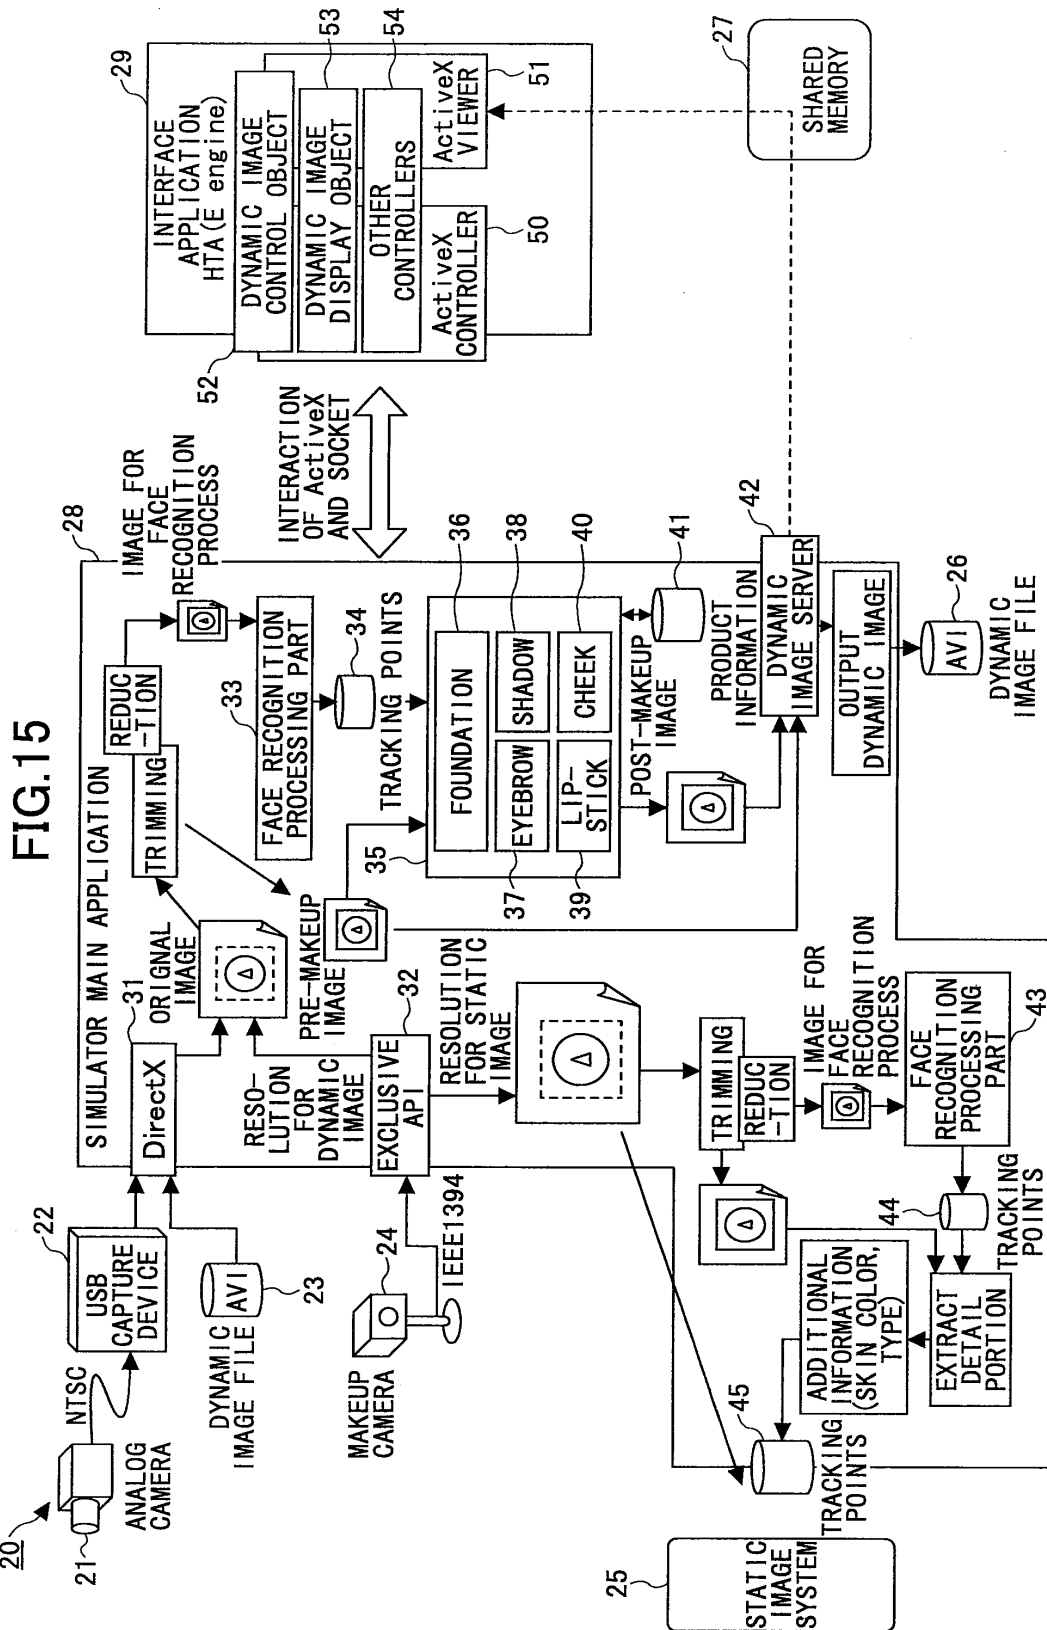 FIG.15
20
21
ANALOG
CAMERA
NTSC
22
USB
CAPTURE
DEVICE
AVI
23
DYNAMIC
IMAGE FILE
MAKEUP
CAMERA
24
IEEE1394
25
STATIC
IMAGE
SYSTEM
SIMULATOR MAIN APPLICATION
28
31
DirectX
ORIGNAL
IMAGE
TRIMMING
REDUC
-TION
IMAGE FOR
FACE
RECOGNITION
PROCESS
33
FACE RECOGNITION
PROCESSING PART
34
TRACKING POINTS
PRE-MAKEUP
IMAGE
RESO-
LUTION
FOR
DYNAMIC
IMAGE
32
EXCLUSIVE
API
35
FOUNDATION
36
EYEBROW
37
SHADOW
38
LIP-
STICK
39
CHEEK
40
41
PRODUCT
INFORMATION
POST-MAKEUP
IMAGE
42
DYNAMIC
IMAGE SERVER
OUTPUT
DYNAMIC IMAGE
AVI
26
DYNAMIC
IMAGE FILE
RESOLUTION
FOR STATIC
IMAGE
TRIMMING
REDUC
-TION
IMAGE FOR
FACE
RECOGNITION
PROCESS
FACE
RECOGNITION
PROCESSING
PART
43
44
TRACKING
POINTS
EXTRACT
DETAIL
PORTION
ADDITIONAL
INFORMATION
(SKIN COLOR,
TYPE)
45
TRACKING
POINTS
INTERACTION
OF ActiveX
AND SOCKET
29
INTERFACE
APPLICATION
HTA(E engine)
52
DYNAMIC IMAGE
CONTROL OBJECT
DYNAMIC IMAGE
DISPLAY OBJECT
53
OTHER
CONTROLLERS
54
ActiveX
CONTROLLER
50
ActiveX
VIEWER
51
27
SHARED
MEMORY